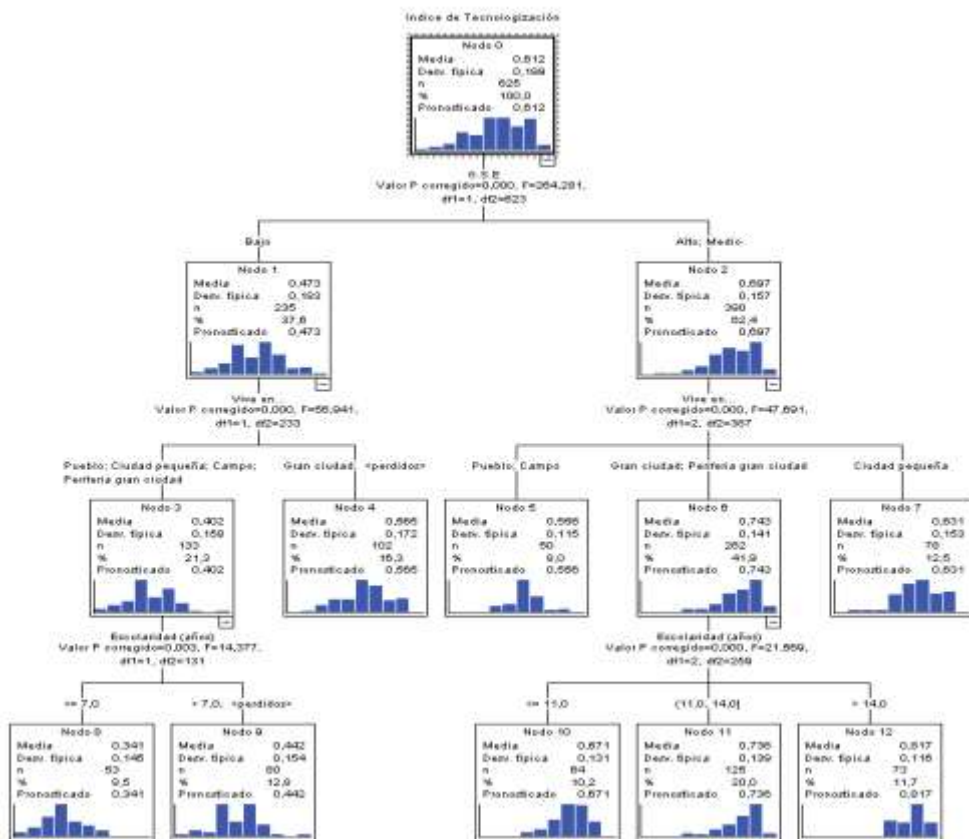 Indice de Tecnologización
Nodo 0
Media 0,612
Desv. típica 0,189
n 625
% 100,0
Pronosticado 0,612
Valor P corregido=0,000, F=264,281,
df1=1, df2=623
Bajo
Alto; Medio
Nodo 1
Media 0,473
Desv. típica 0,183
n 235
% 37,6
Pronosticado 0,473
Nodo 2
Media 0,697
Desv. típica 0,157
n 390
% 62,4
Pronosticado 0,697
Vive en...
Valor P corregido=0,000, F=56,941,
df1=1, df2=233
Vive en...
Valor P corregido=0,000, F=47,691,
df1=2, df2=387
Pueblo; Ciudad pequeña; Campo;
Periferia gran ciudad
Gran ciudad; <perdidos>
Pueblo; Campo
Gran ciudad; Periferia gran ciudad
Ciudad pequeña
Nodo 3
Media 0,402
Desv. típica 0,159
n 133
% 21,3
Pronosticado 0,402
Nodo 4
Media 0,565
Desv. típica 0,172
n 102
% 16,3
Pronosticado 0,565
Nodo 5
Media
Desv. típica 0,115
n 50
% 8,0
Pronosticado
Nodo 6
Media 0,743
Desv. típica 0,141
n 262
% 41,9
Pronosticado 0,743
Nodo 7
Media 0,631
Desv. típica 0,153
n 78
% 12,5
Pronosticado 0,631
Escolaridad (años)
Valor P corregido=0,003, F=14,377,
df1=1, df2=131
Escolaridad (años)
Valor P corregido=0,000,
df1=2, df2=259
<= 7,0
> 7,0; <perdidos>
<= 11,0
(11,0, 14,0]
> 14,0
Nodo 8
Media 0,341
Desv. típica 0,146
n 53
% 8,5
Pronosticado 0,341
Nodo 9
Media 0,442
Desv. típica 0,154
n 80
% 12,8
Pronosticado 0,442
Nodo 10
Media 0,671
Desv. típica 0,131
n 64
% 10,2
Pronosticado 0,671
Nodo 11
Media 0,736
Desv. típica 0,139
n 125
% 20,0
Pronosticado 0,736
Nodo 12
Media 0,817
Desv. típica 0,116
n 73
% 11,7
Pronosticado 0,817